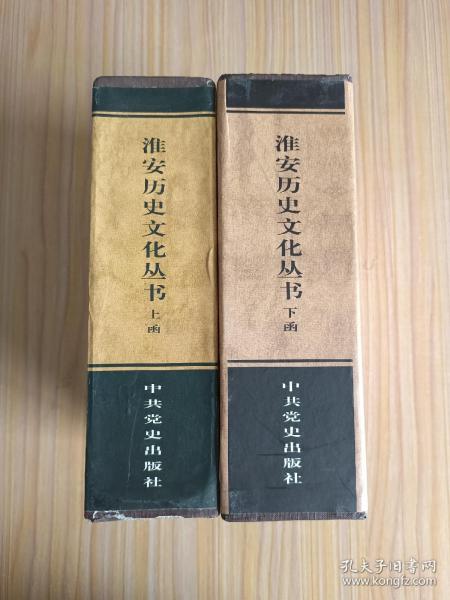 淮安历史文化丛书
上函
中共党史出版社
淮安历史文化丛书
下函
中共党史出版社
孔夫子旧书网
www.kongfz.com